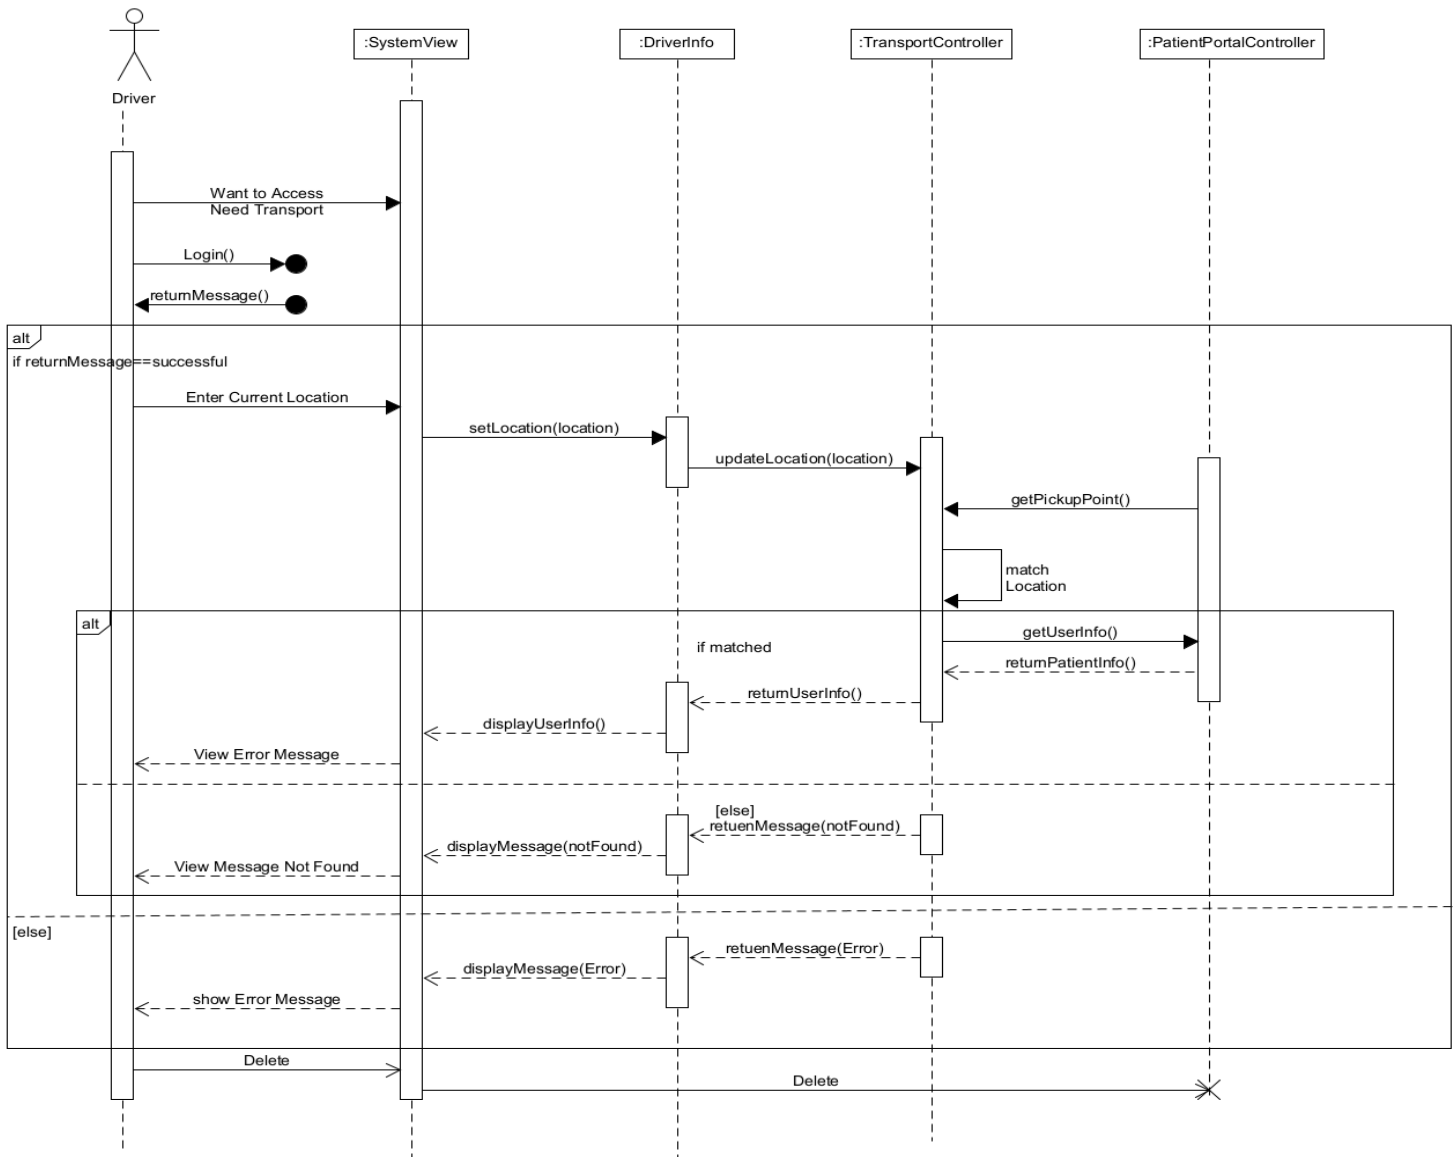 :SystemView
:DriverInfo
:TransportController
:PatientPortalController
Driver
Want to Access
Need Transport
Login()
returnMessage()
alt
if returnMessage==successful
Enter Current Location
setLocation(location)
updateLocation(location)
getPickupPoint()
match
Location
alt
getUserInfo()
if matched
returnPatientInfo()
returnUserInfo()
displayUserInfo()
View Error Message
[else]
retuenMessage(notFound)
displayMessage(notFound)
View Message Not Found
[else]
retuenMessage(Error)
displayMessage(Error)
show Error Message
Delete
Delete